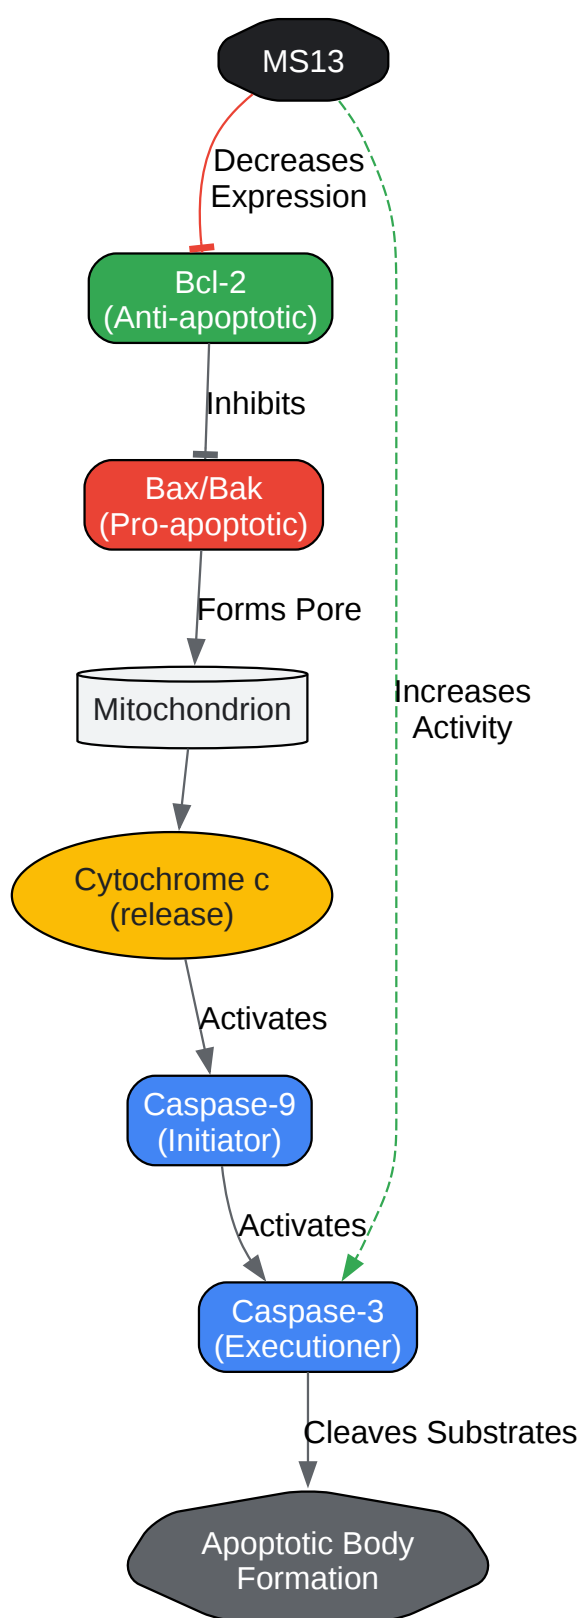 MS13
Decreases
Expression
Bcl-2
(Anti-apoptotic)
Inhibits
Bax/Bak
(Pro-apoptotic)
Forms Pore
Mitochondrion
Increases
Activity
Cytochrome c
(release)
Activates
Caspase-9
(Initiator)
Activates
Caspase-3
(Executioner)
Cleaves Substrates
Apoptotic Body
Formation